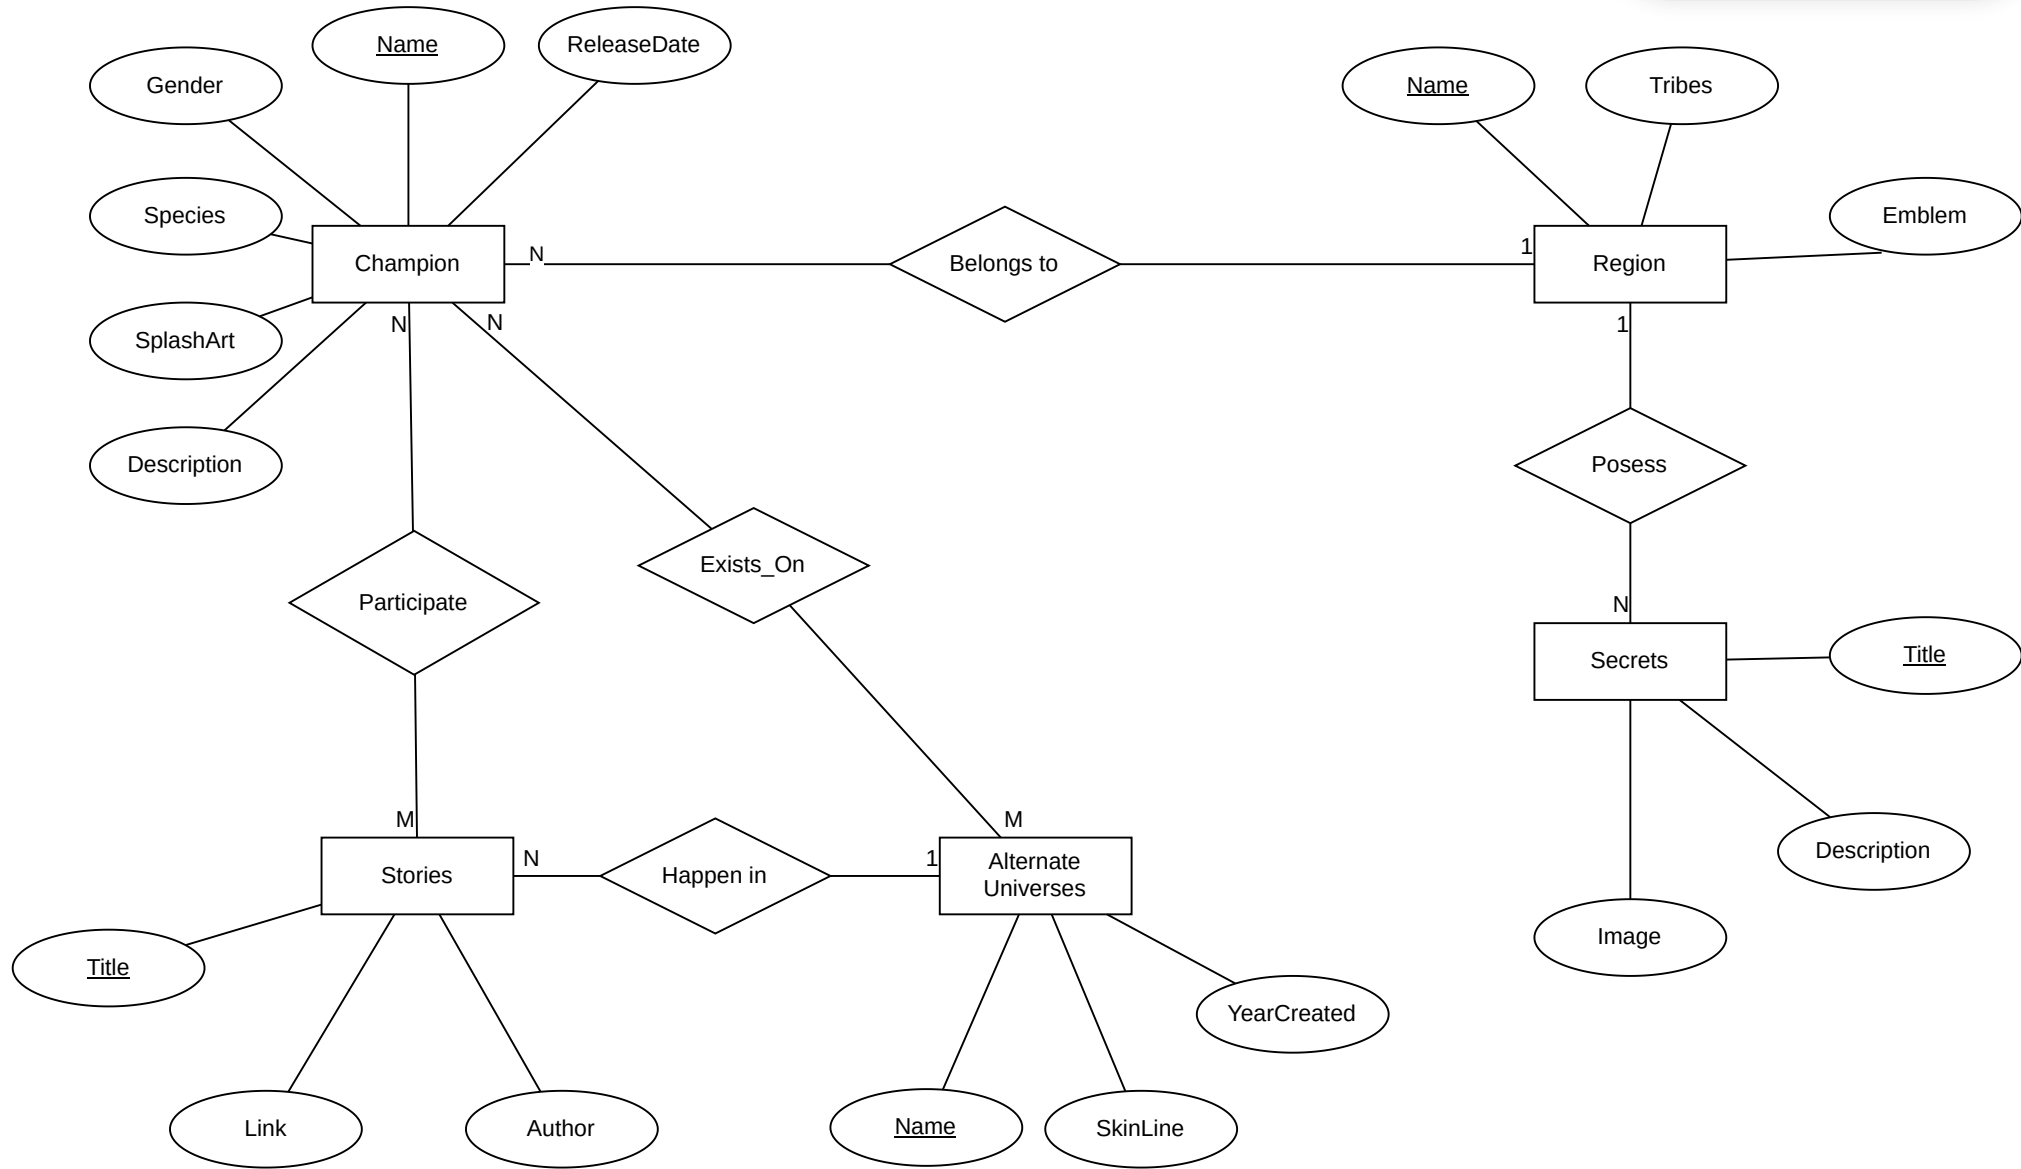 Name
ReleaseDate
Gender
Name
Tribes
Species
Emblem
Champion
N
Belongs to
1
Region
SplashArt
N
N
1
Description
Posess
Exists_On
Participate
N
Secrets
Title
M
M
Stories
N
Happen in
1
Alternate
Universes
Description
Image
Title
YearCreated
Link
Author
Name
SkinLine